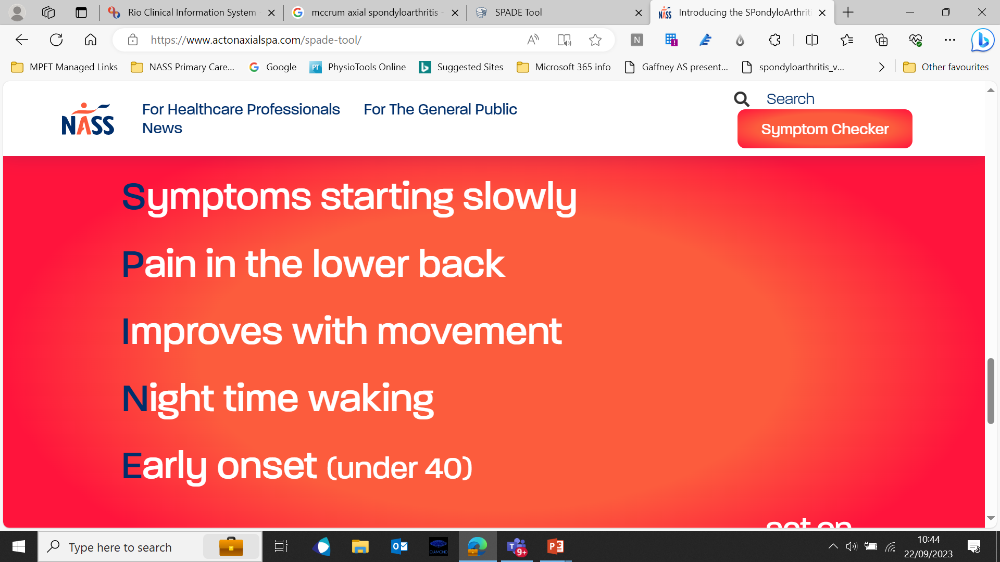 Rio Clinical Information System
mccrum axial spondyloarthritis -
SPADE Tool
Introducing the SPondyloArthriti
https://www.actonaxialspa.com/spade-tool/
MPFT Managed Links
NASS Primary Care...
Google
PhysioTools Online
Suggested Sites
Microsoft 365 info
Gaffney AS present...
spondyloarthritis_v...
Other favourites
NASS
For Healthcare Professionals
For The General Public
News
Search
Symptom Checker
Symptoms starting slowly
Pain in the lower back
Improves with movement
Night time waking
Early onset (under 40)
act on
Type here to search
DIAMOND
9+
10:44
22/09/2023